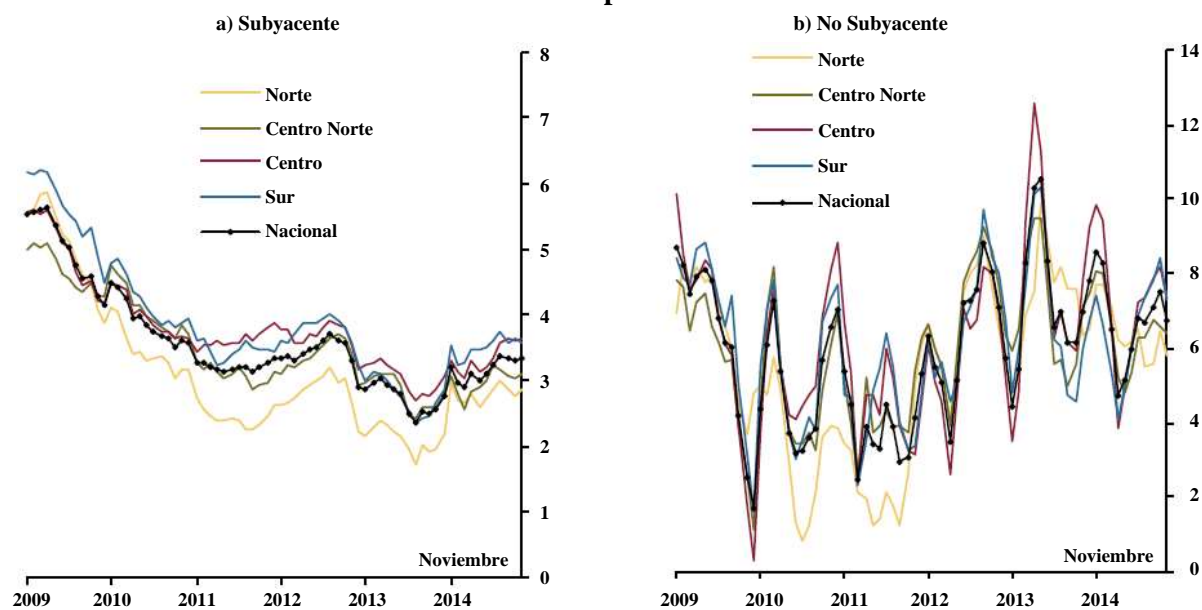 a) Subyacente
8
7
6
5
4
3
2
1
0
Norte
Centro Norte
Centro
Sur
Nacional
Noviembre
2009 2010 2011 2012 2013 2014
b) No Subyacente
14
12
10
8
6
4
2
0
Norte
Centro Norte
Centro
Sur
Nacional
Noviembre
2009 2010 2011 2012 2013 2014